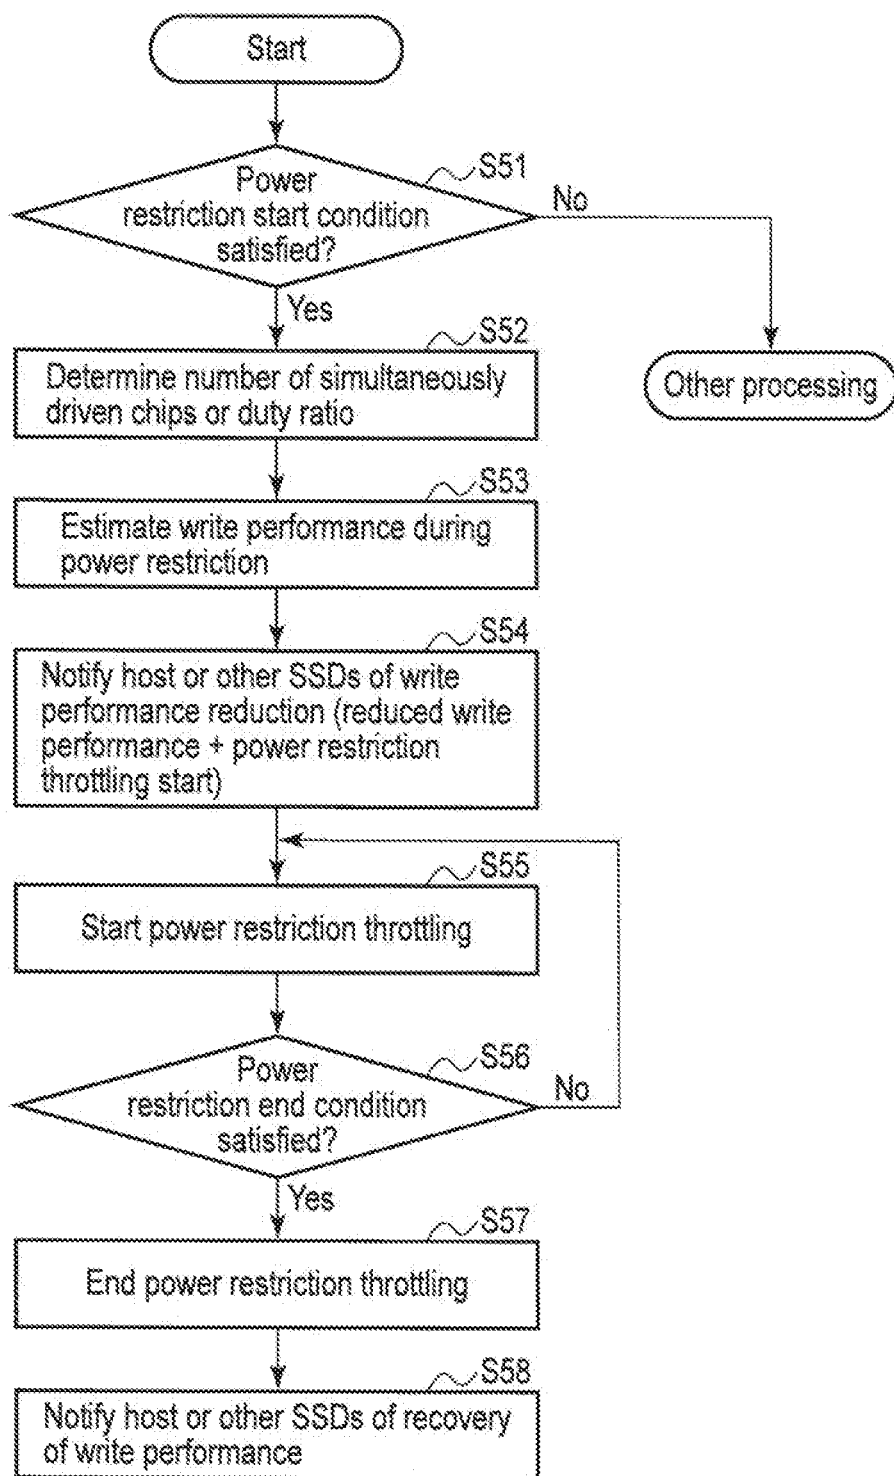 Start
S51
Power
restriction start condition
satisfied?
No
Yes
Other processing
S52
Determine number of simultaneously
driven chips or duty ratio
S53
Estimate write performance during
power restriction
S54
Notify host or other SSDs of write
performance reduction (reduced write
performance + power restriction
throttling start)
S55
Start power restriction throttling
S56
Power
restriction end condition
satisfied?
No
Yes
S57
End power restriction throttling
S58
Notify host or other SSDs of recovery
of write performance